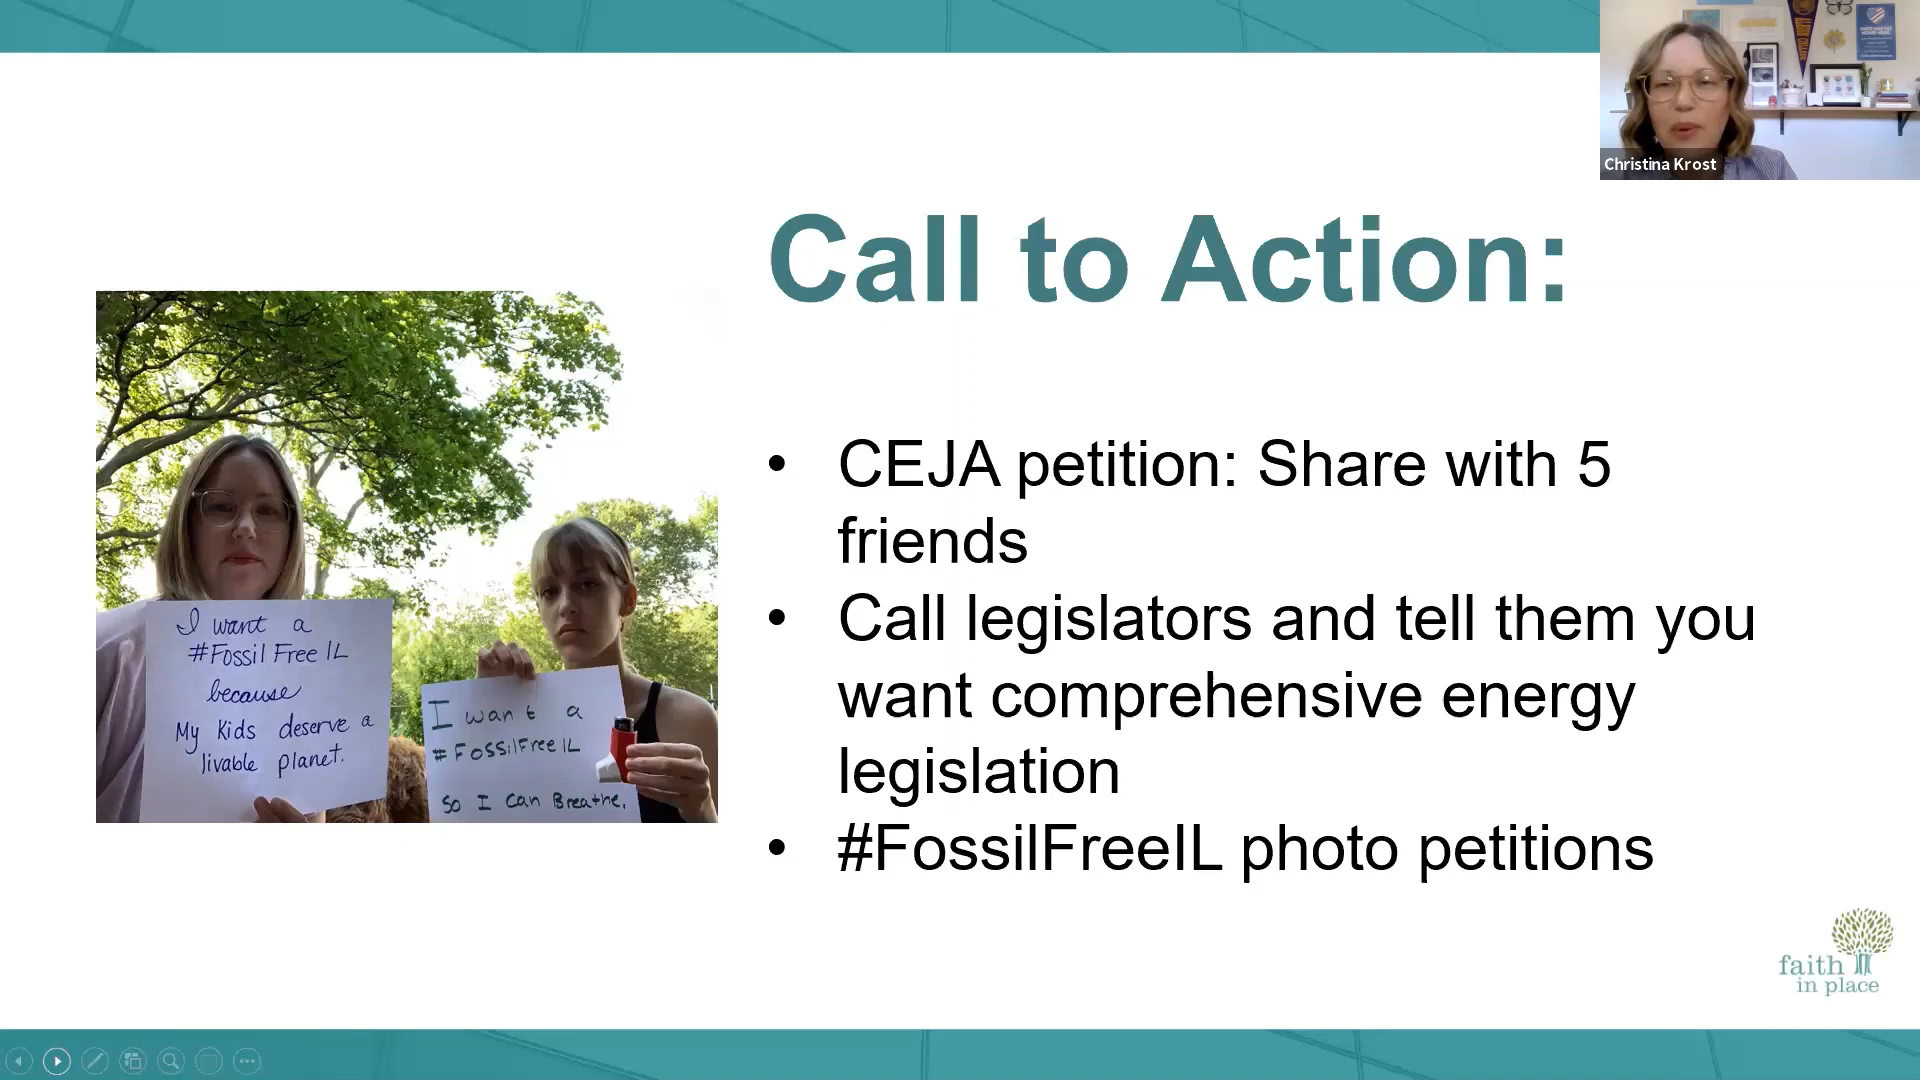 Christina Krost
Call to Action:
• CEJA petition: Share with 5
friends
• Call legislators and tell them you
want comprehensive energy
legislation
• #FossilFreeIL photo petitions
I want a
#Fossil Free IL
because
My Kids deserve a
livable planet.
I want a
#FossilFreeIL
So I Can Breathe.
faith
in place